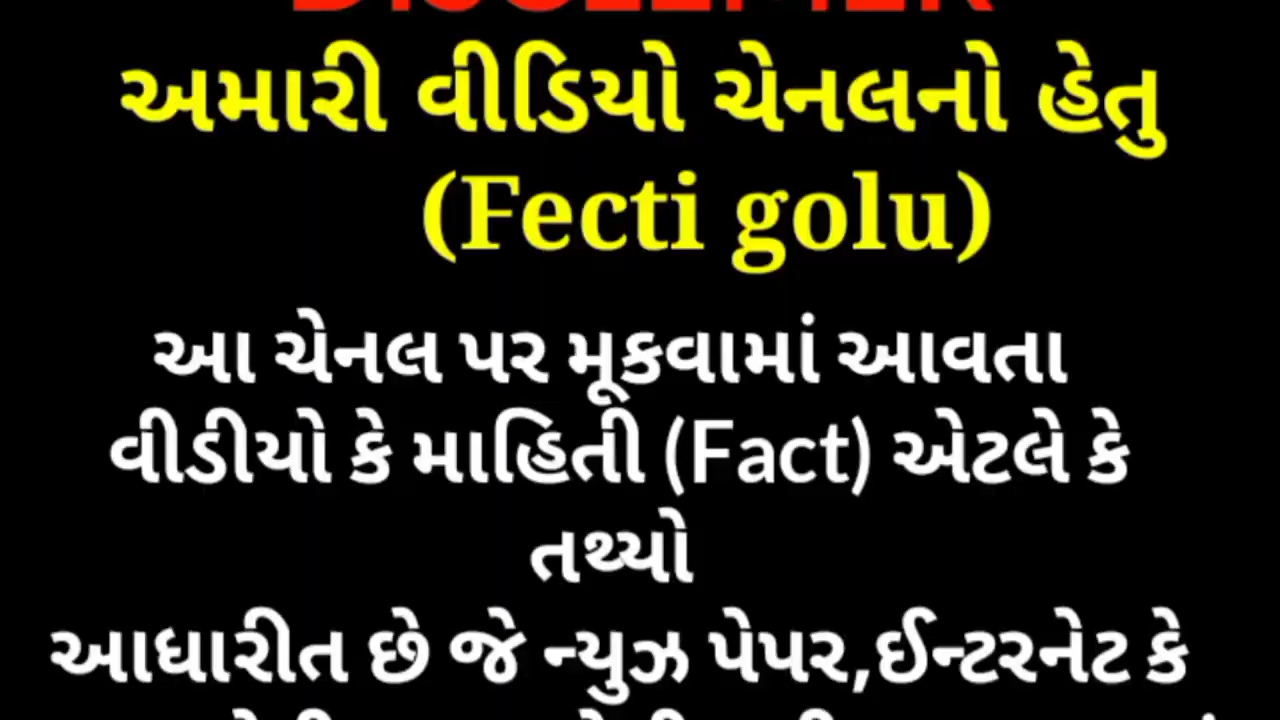 અમારી વીડિયો ચેનલનો હેતુ
(Fecti golu)
આ ચેનલ પર મૂકવામાં આવતા
વીડીયો કે માહિતી (Fact) એટલે કે
તથ્યો
આધારીત છે જે ન્યુઝ પેપર,ઈન્ટરનેટ કે